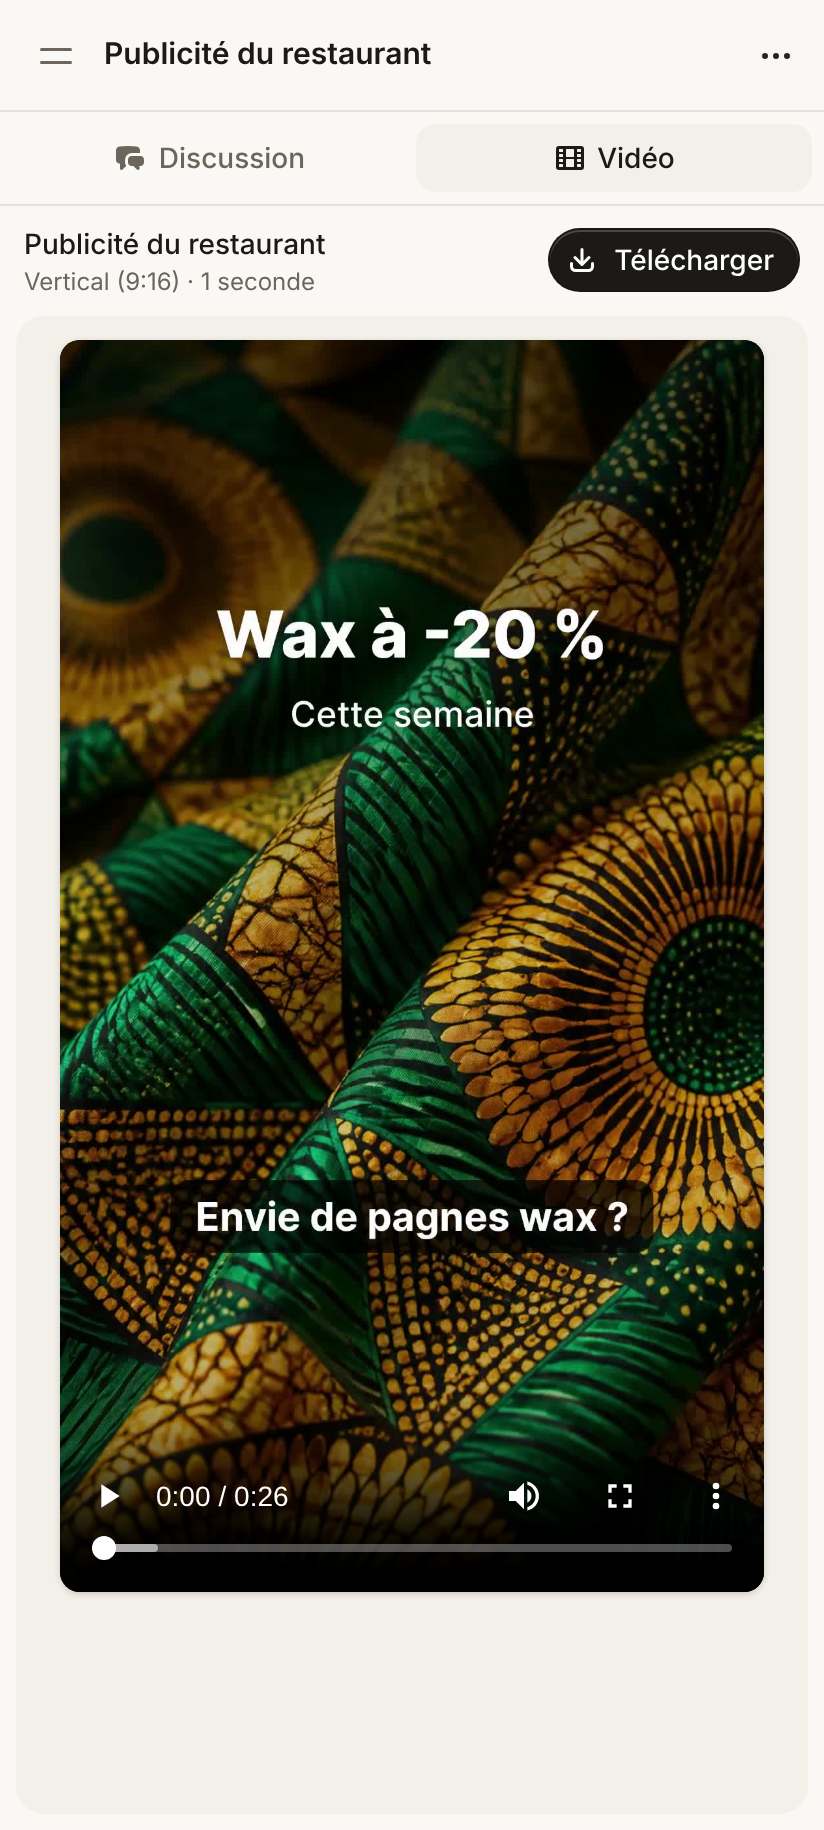 Publicité du restaurant
Discussion
Vidéo
Publicité du restaurant
Vertical (9:16) · 1 seconde
Télécharger
Wax à -20 %
Cette semaine
Envie de pagnes wax ?
0:00 / 0:26